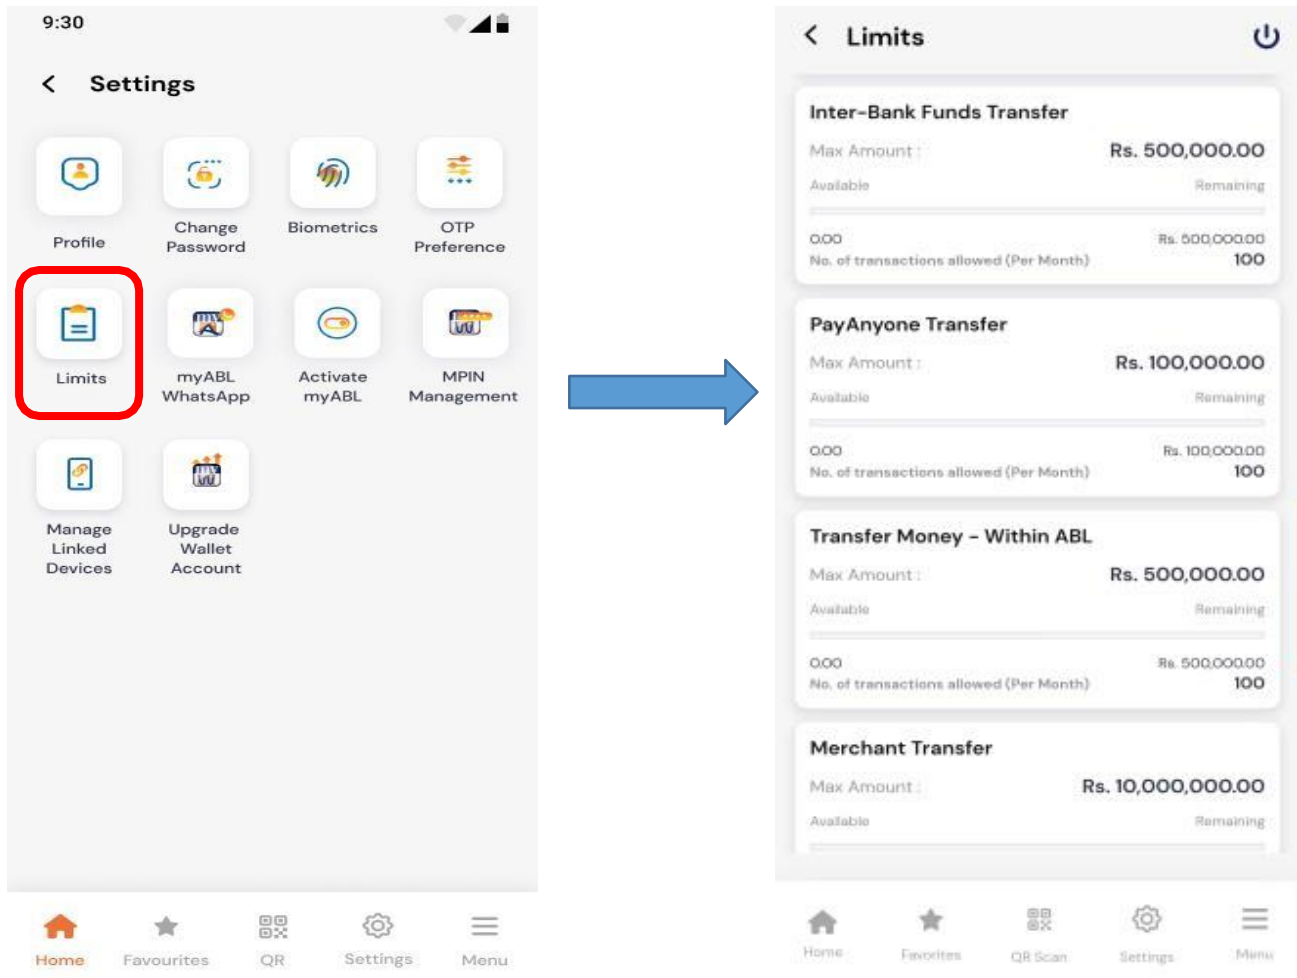 9:30
Settings
Profile
Change
Password
Biometrics
OTP
Preference
Limits
myABL
WhatsApp
Activate
myABL
MPIN
Management
Manage
Linked
Devices
Upgrade
Wallet
Account
Home
Favourites
QR
Settings
Menu
Limits
Inter-Bank Funds Transfer
Max Amount : Rs. 500,000.00
Available Remaining
0.00 Rs. 500,000.00
No. of transactions allowed (Per Month) 100
PayAnyone Transfer
Max Amount : Rs. 100,000.00
Available Remaining
0.00 Rs. 100,000.00
No. of transactions allowed (Per Month) 100
Transfer Money - Within ABL
Max Amount : Rs. 500,000.00
Available Remaining
0.00 Rs. 500,000.00
No. of transactions allowed (Per Month) 100
Merchant Transfer
Max Amount : Rs. 10,000,000.00
Available Remaining
Home
Favorites
QR Scan
Settings
Menu